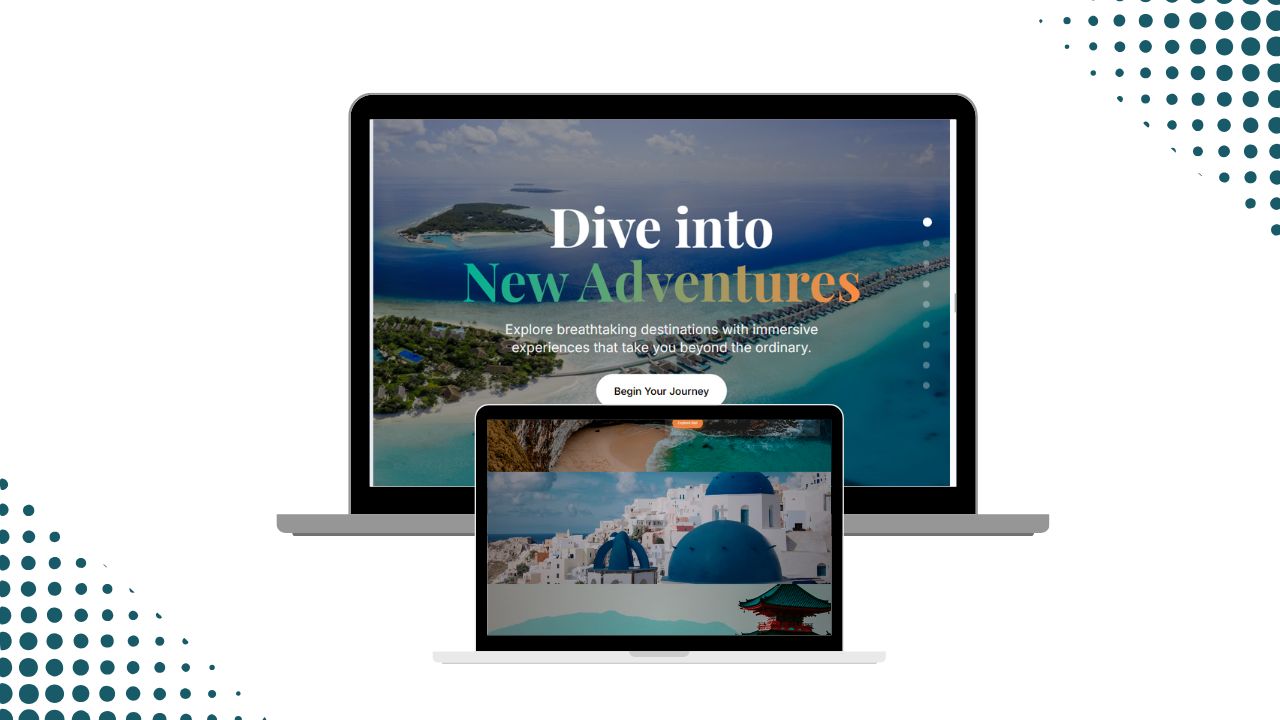 Dive into
New Adventures
Explore breathtaking destinations with immersive
experiences that take you beyond the ordinary.
Begin Your Journey